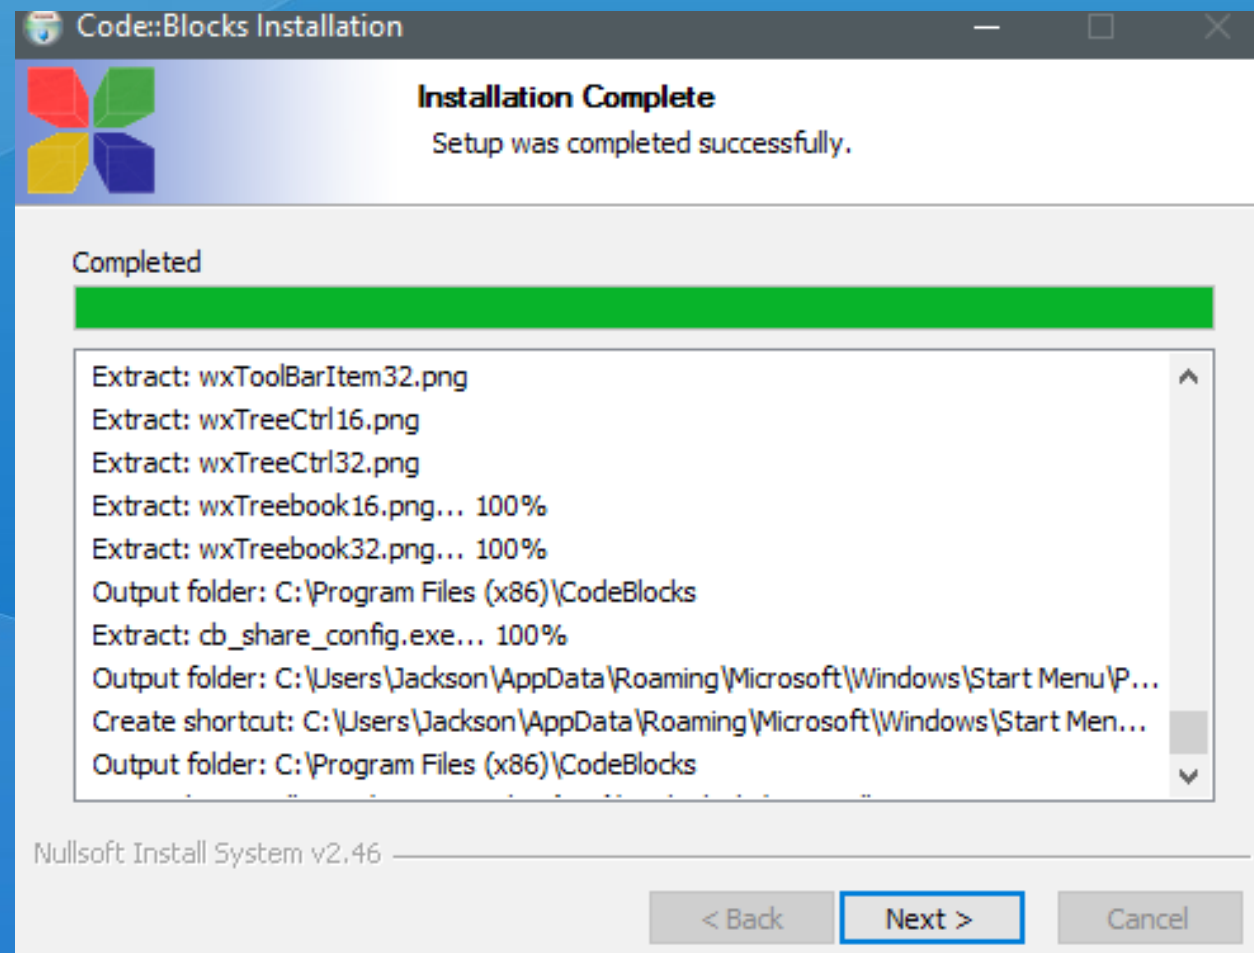 Code::Blocks Installation
Installation Complete
Setup was completed successfully.
Completed
Extract: wxToolBarItem32.png
Extract: wxTreeCtrl16.png
Extract: wxTreeCtrl32.png
Extract: wxTreebook16.png... 100%
Extract: wxTreebook32.png... 100%
Output folder: C:\Program Files (x86)\CodeBlocks
Extract: cb_share_config.exe... 100%
Output folder: C:\Users\Jackson\AppData\Roaming\Microsoft\Windows\Start Menu\P...
Create shortcut: C:\Users\Jackson\AppData\Roaming\Microsoft\Windows\Start Men...
Output folder: C:\Program Files (x86)\CodeBlocks
Nullsoft Install System v2.46
< Back Next > Cancel